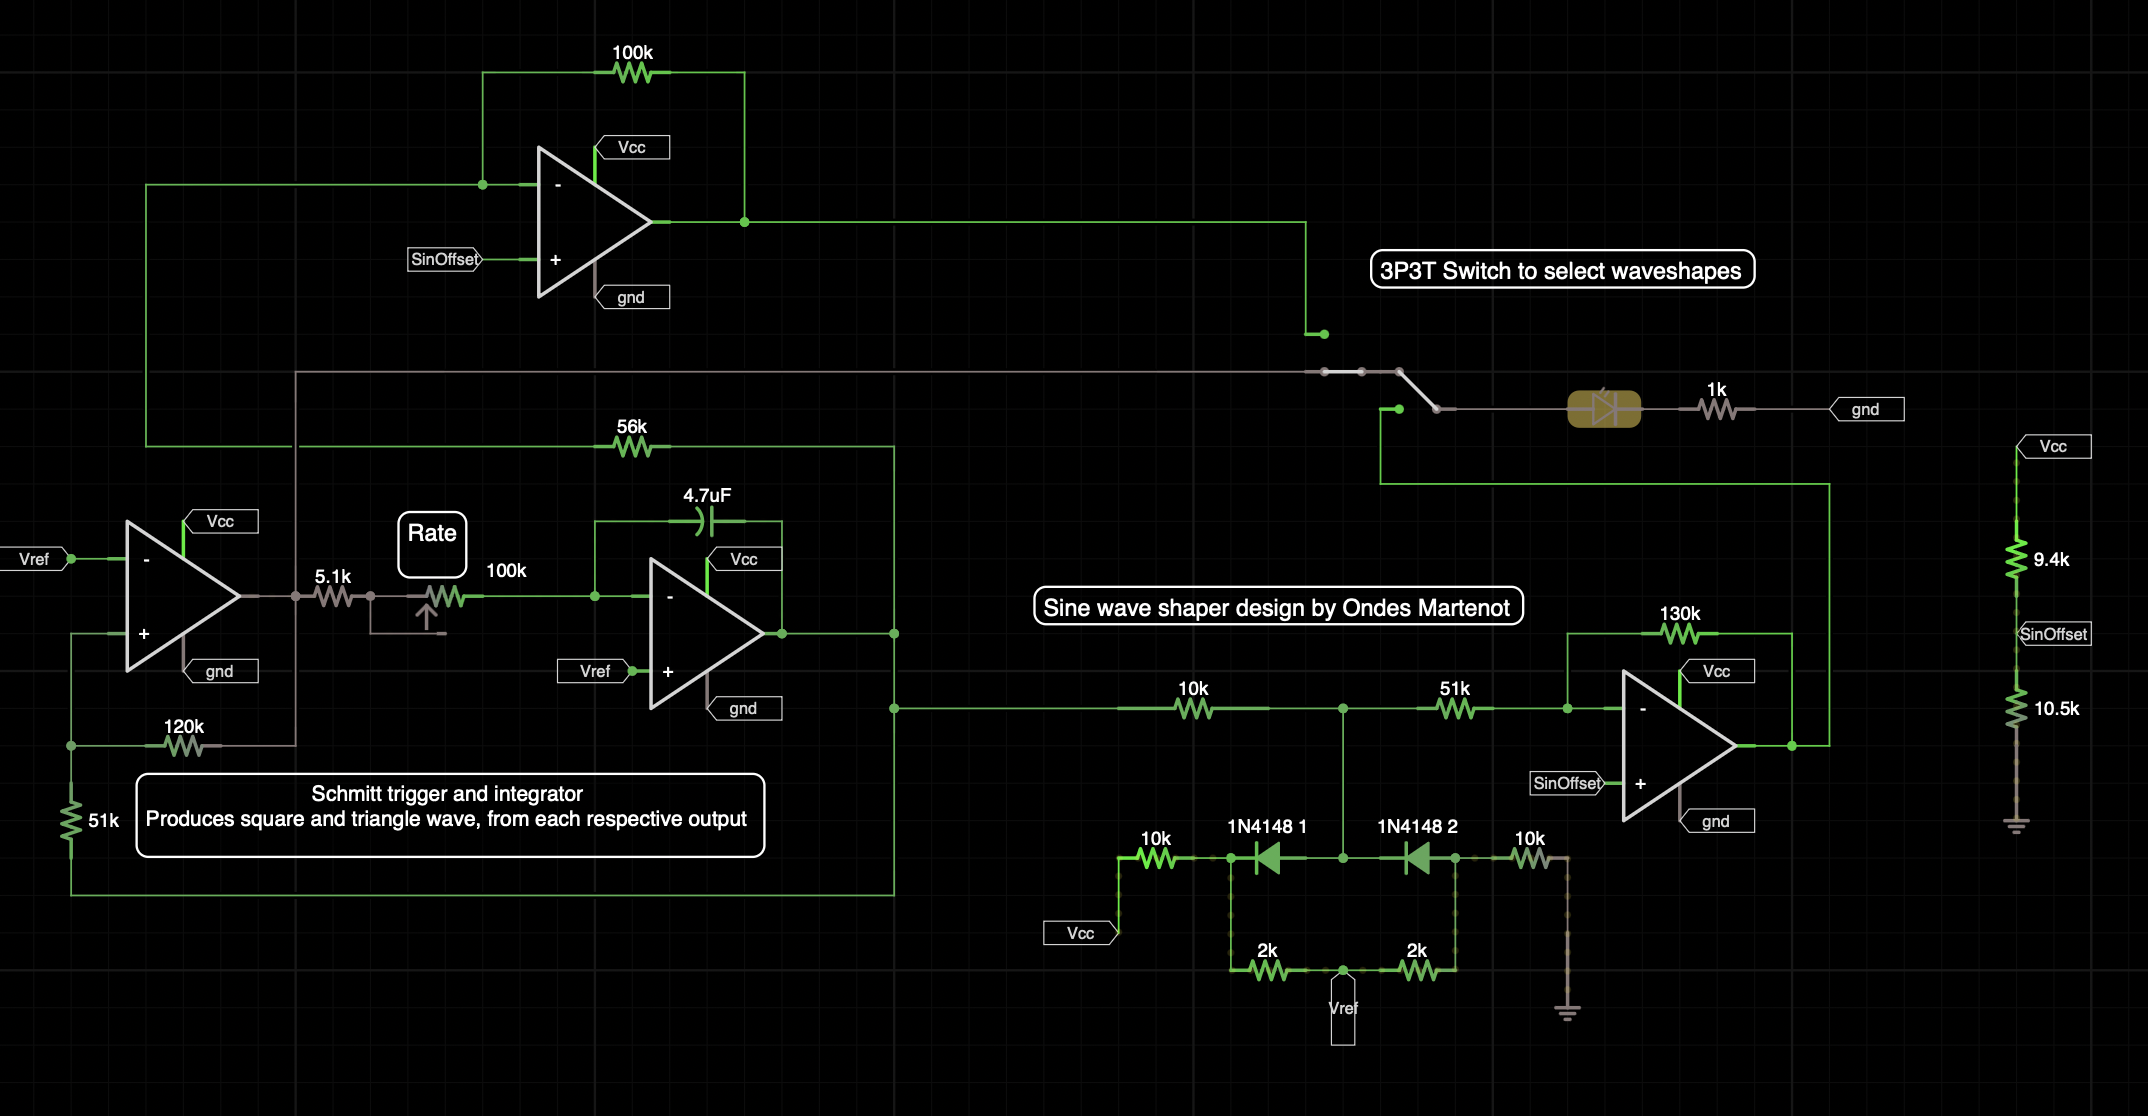 100k
Vcc
-
SinOffset
+
gnd
3P3T Switch to select waveshapes
1k
gnd
56k
Vcc
4.7uF
Vcc
Rate
Vref
-
5.1k
100k
Vcc
9.4k
-
Sine wave shaper design by Ondes Martenot
130k
SinOffset
+
gnd
Vref
+
Vcc
10k
51k
-
gnd
10.5k
120k
SinOffset
+
Schmitt trigger and integrator
Produces square and triangle wave, from each respective output
51k
gnd
10k
1N4148 1
1N4148 2
10k
Vcc
2k
2k
Vref